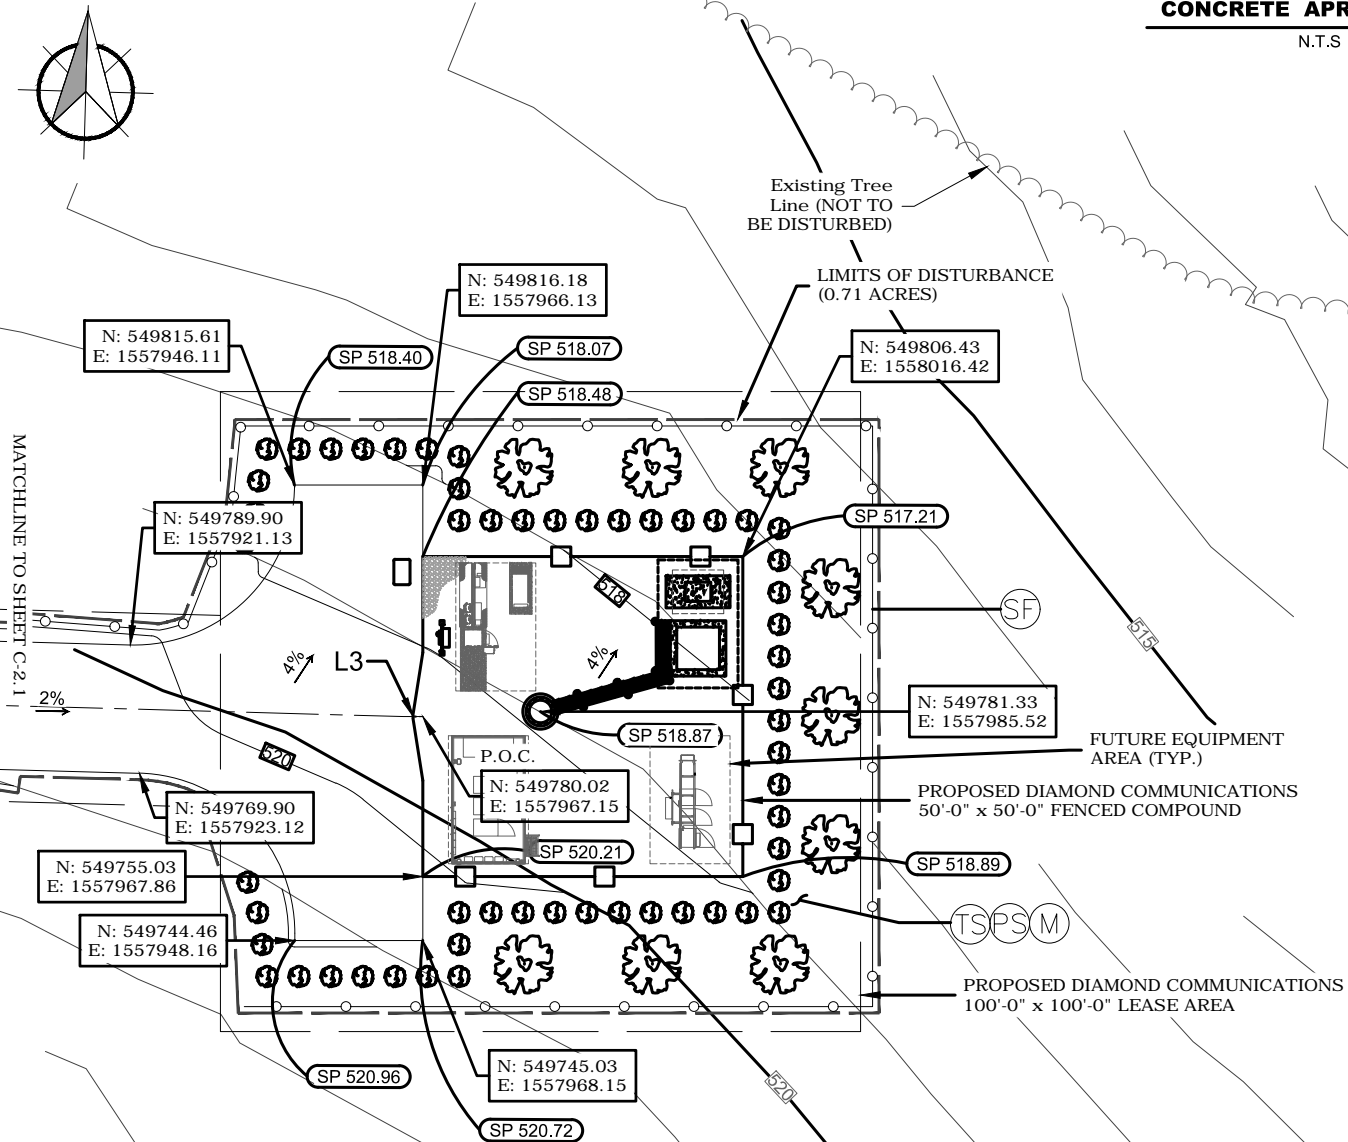 CONCRETE APR
N.T.S
Existing Tree
Line (NOT TO
BE DISTURBED)
LIMITS OF DISTURBANCE
(0.71 ACRES)
N: 549816.18
E: 1557966.13
N: 549815.61
E: 1557946.11
SP 518.40
SP 518.07
SP 518.48
N: 549806.43
E: 1558016.42
MATCHLINE TO SHEET C-2.1
N: 549789.90
E: 1557921.13
SP 517.21
518
SF
515
4%
L3
4%
2%
N: 549781.33
E: 1557985.52
SP 518.87
520
P.O.C.
FUTURE EQUIPMENT
AREA (TYP.)
N: 549780.02
E: 1557967.15
PROPOSED DIAMOND COMMUNICATIONS
50'-0" x 50'-0" FENCED COMPOUND
N: 549769.90
E: 1557923.12
SP 520.21
SP 518.89
N: 549755.03
E: 1557967.86
TS PS M
N: 549744.46
E: 1557948.16
PROPOSED DIAMOND COMMUNICATIONS
100'-0" x 100'-0" LEASE AREA
SP 520.96
N: 549745.03
E: 1557968.15
520
SP 520.72